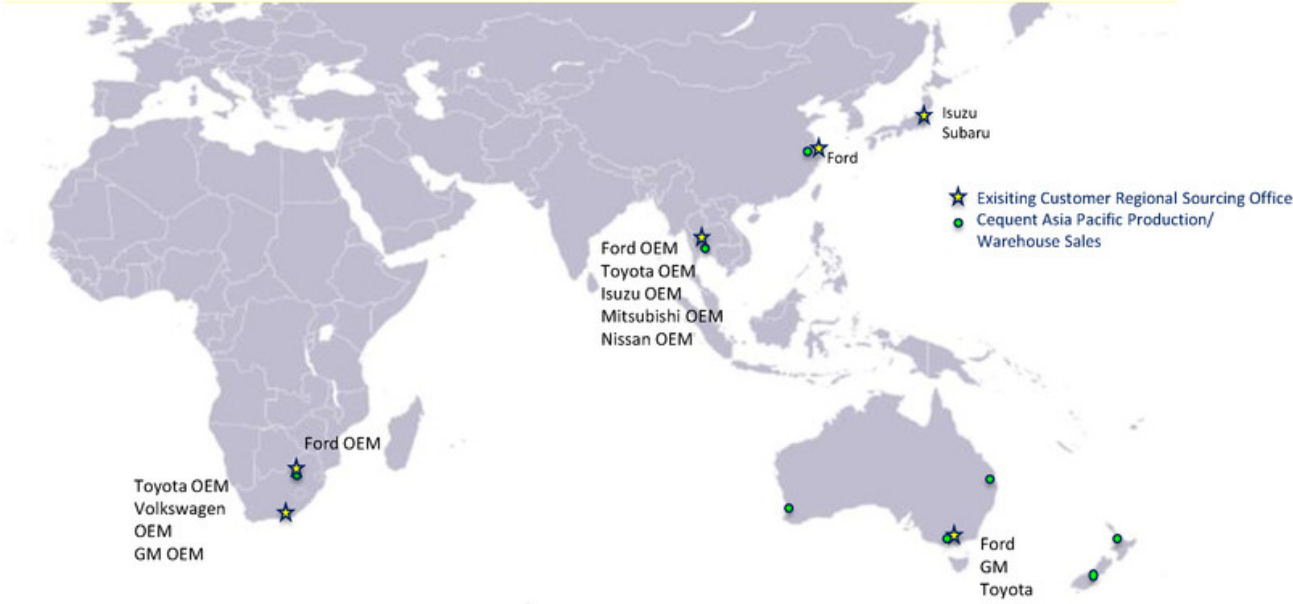 Isuzu
Subaru
Ford
Exisiting Customer Regional Sourcing Office
Cequent Asia Pacific Production/
Warehouse Sales
Ford OEM
Toyota OEM
Isuzu OEM
Mitsubishi OEM
Nissan OEM
Ford OEM
Toyota OEM
Volkswagen
OEM
GM OEM
Ford
GM
Toyota